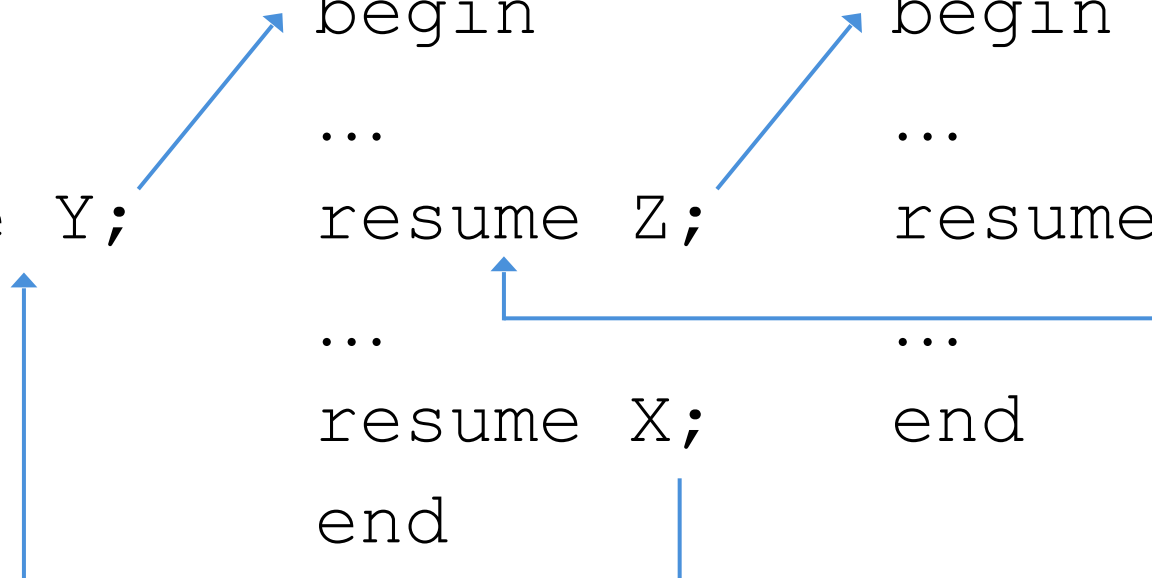 Y;
begin
...
resume Z;
...
resume X;
end
begin
...
resume
...
end